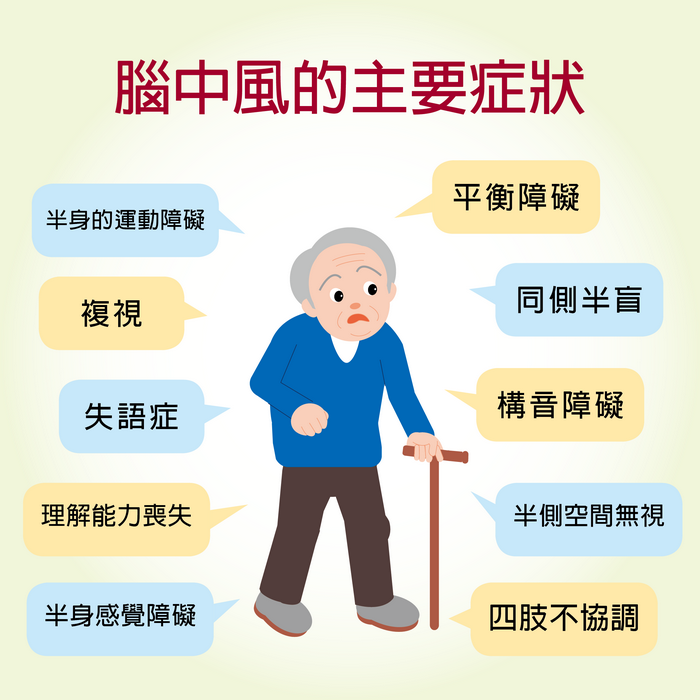 腦中風的主要症狀
半身的運動障礙
平衡障礙
複視
同側半盲
失語症
構音障礙
理解能力喪失
半側空間無視
半身感覺障礙
四肢不協調